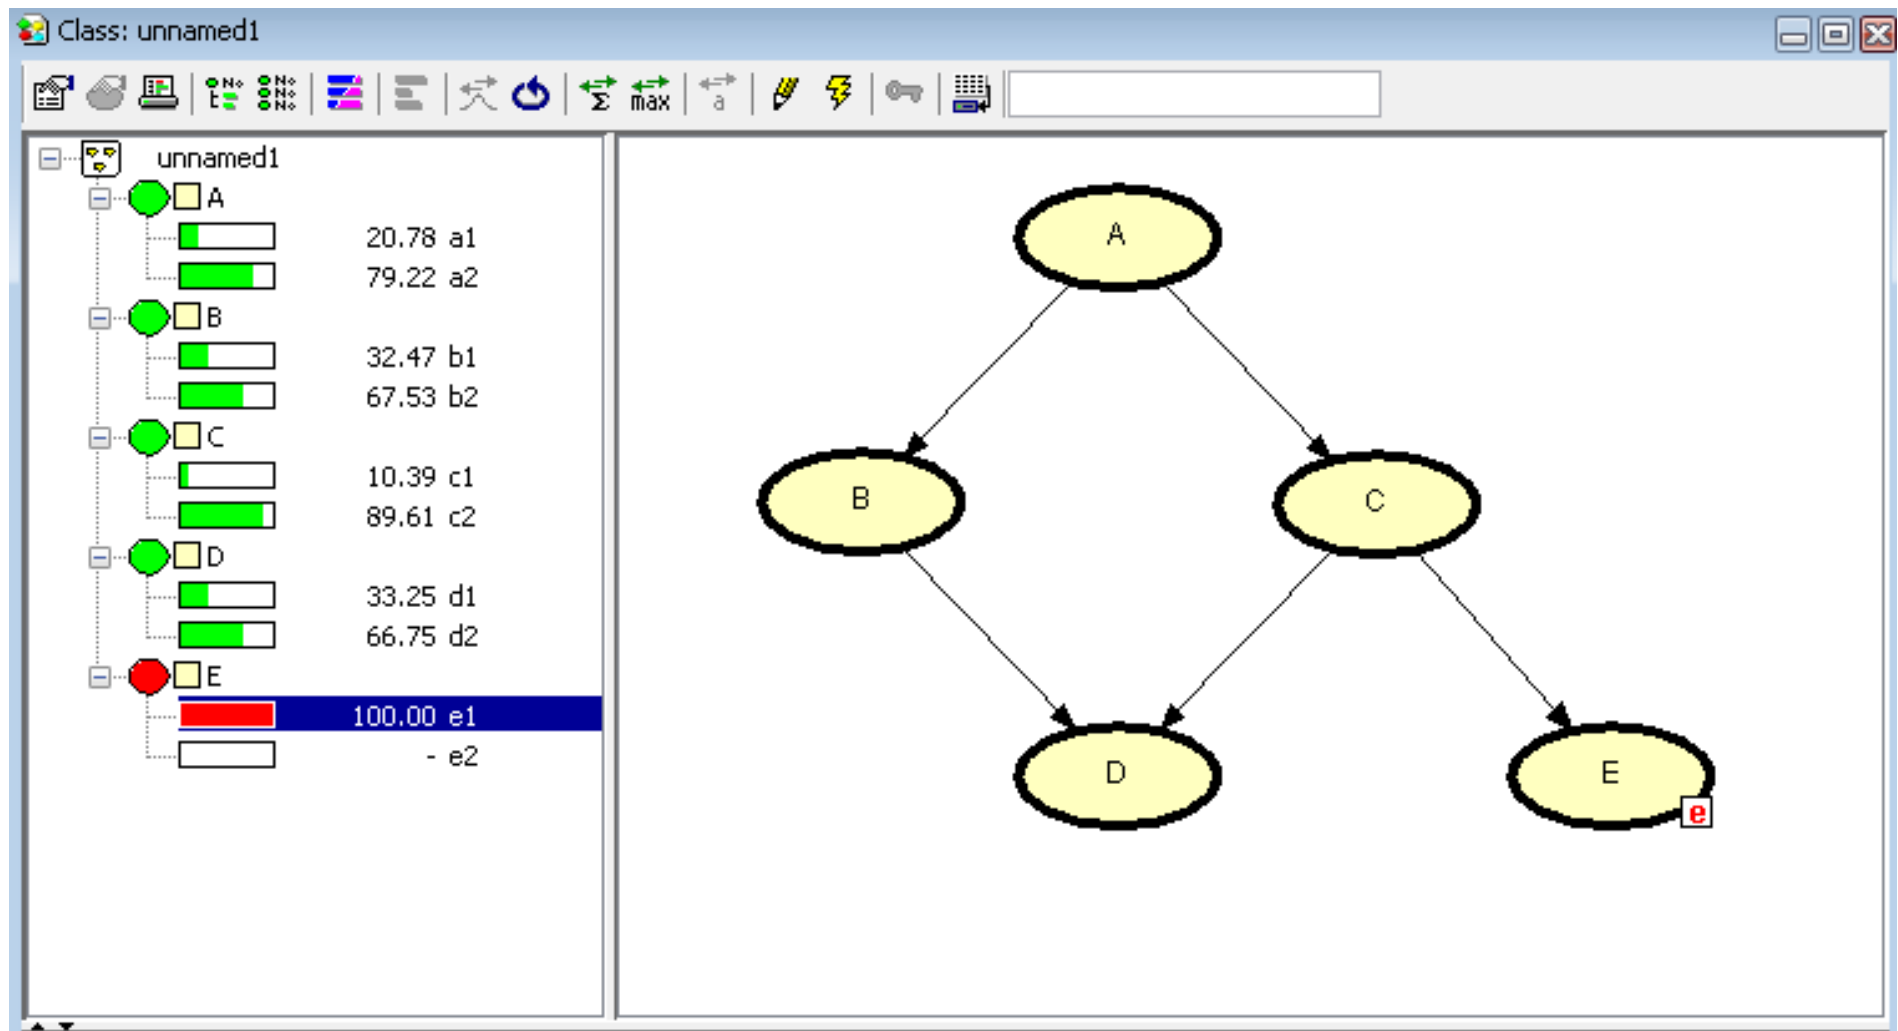 Class: unnamed1
Σ max a
unnamed1
A
20.78 a1
79.22 a2
B
32.47 b1
67.53 b2
C
10.39 c1
89.61 c2
D
33.25 d1
66.75 d2
E
100.00 e1
- e2
A
B
C
D
E
e